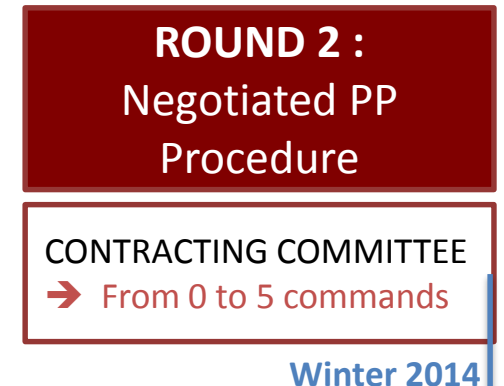 ROUND 2 :
Negotiated PP
Procedure
CONTRACTING COMMITTEE
➔ From 0 to 5 commands
Winter 2014